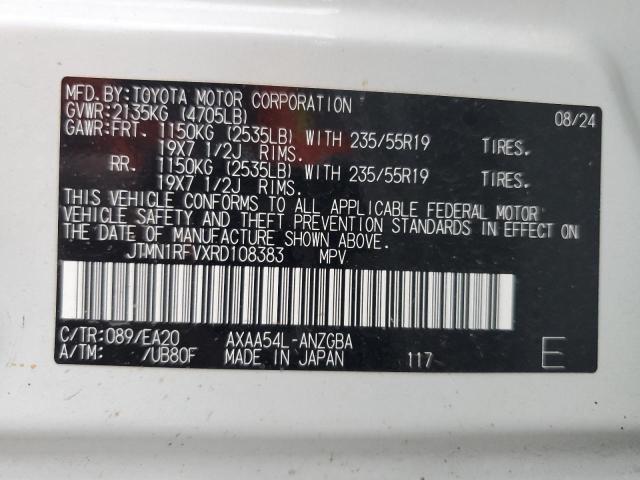 MFD.BY:TOYOTA MOTOR CORPORATION 08/24
GVWR:2135KG (4705LB)
GAWR:FRT. 1150KG (2535LB) WITH 235/55R19 TIRES.
19X7 1/2J RIMS.
RR. 1150KG (2535LB) WITH 235/55R19 TIRES.
19X7 1/2J RIMS.
THIS VEHICLE CONFORMS TO ALL APPLICABLE FEDERAL MOTOR
VEHICLE SAFETY AND THEFT PREVENTION STANDARDS IN EFFECT ON
THE DATE OF MANUFACTURE SHOWN ABOVE.
JTMN1RFVXRD108383 MPV.
C/TR:089/EA20 AXAA54L-ANZGBA
A/TM: /UB80F MADE IN JAPAN 117 E